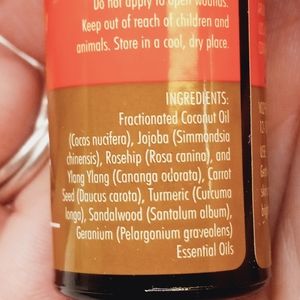 Do not apply to open wounds.
Keep out of reach of children and
animals. Store in a cool, dry place.
INGREDIENTS:
Fractionated Coconut Oil
(Cocos nucifera), Jojoba (Simmondsia
chinensis), Rosehip (Rosa canina), and
Ylang Ylang (Cananga odorata), Carrot
Seed (Daucus carota), Turmeric (Curcuma
longa), Sandalwood (Santalum album),
Geranium (Pelargonium graveolens)
Essential Oils